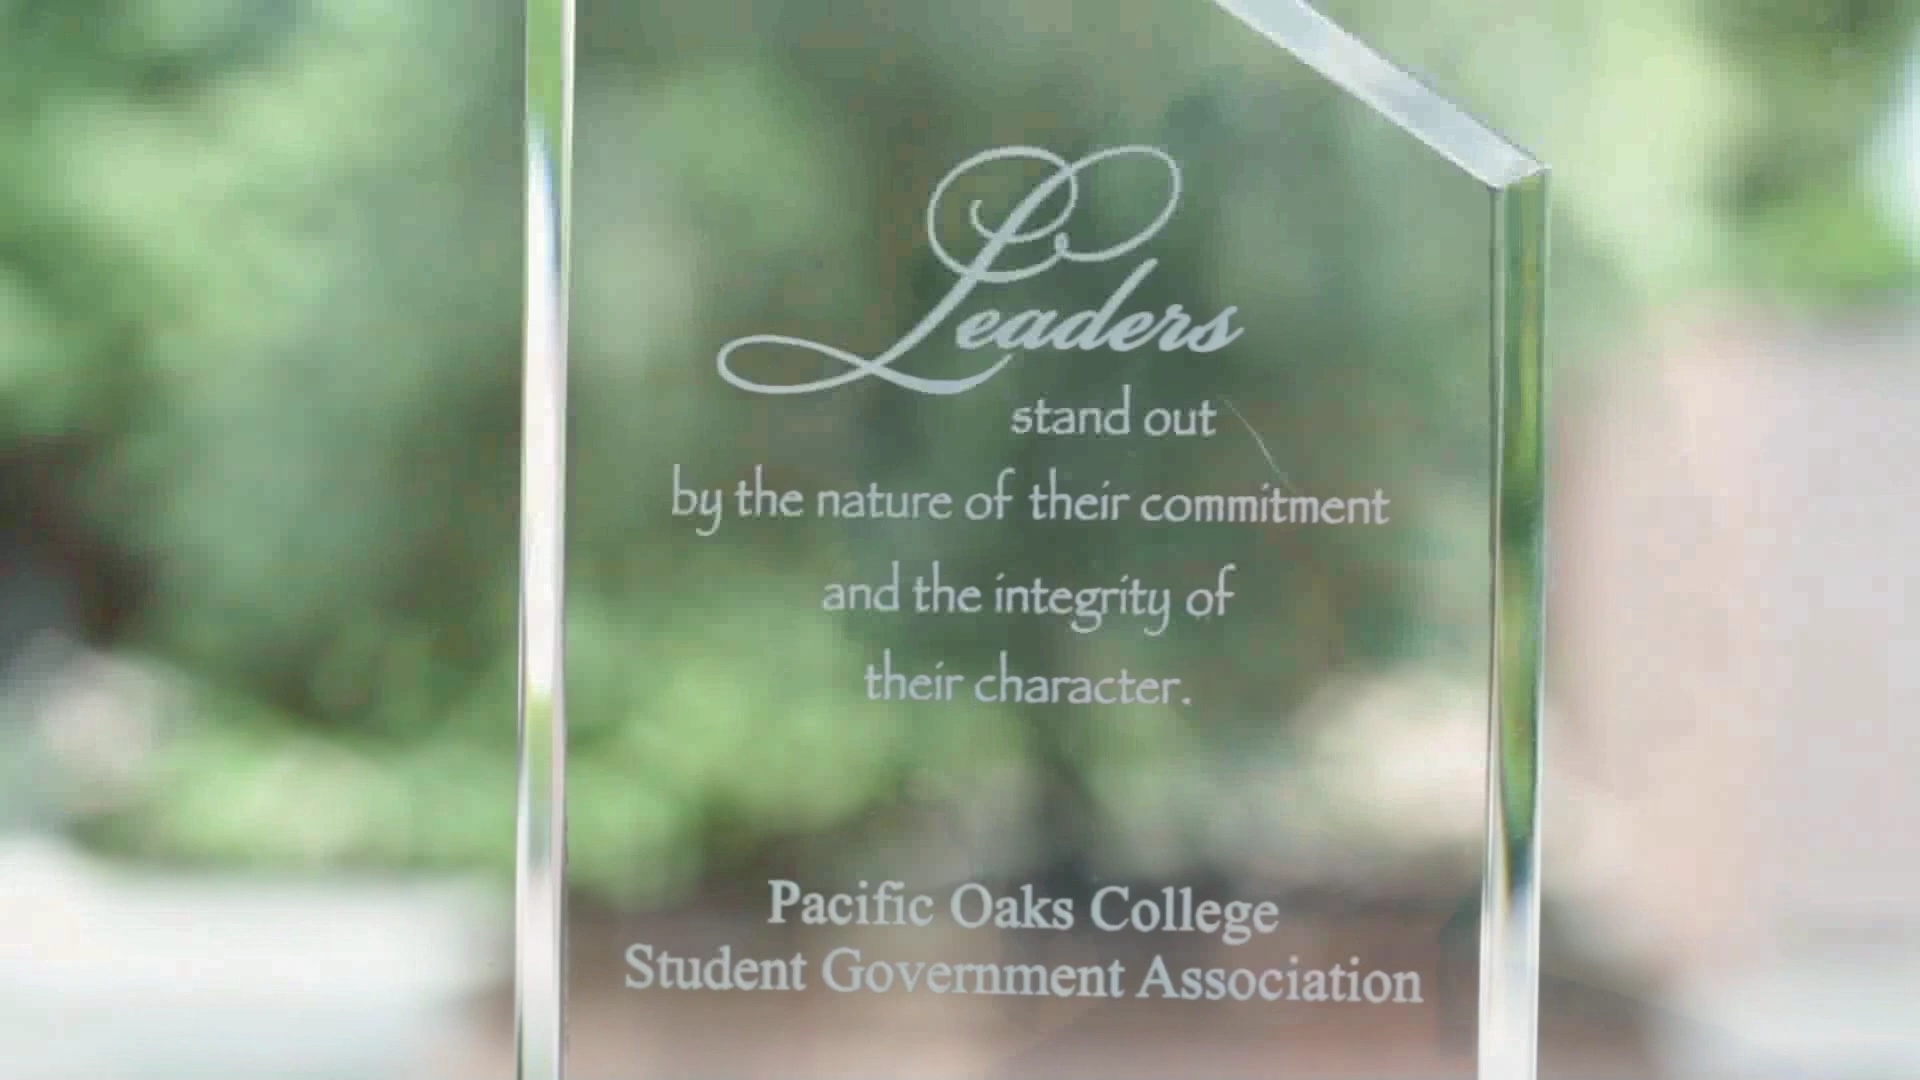 Leaders
stand out
by the nature of their commitment
and the integrity of
their character.
Pacific Oaks College
Student Government Association